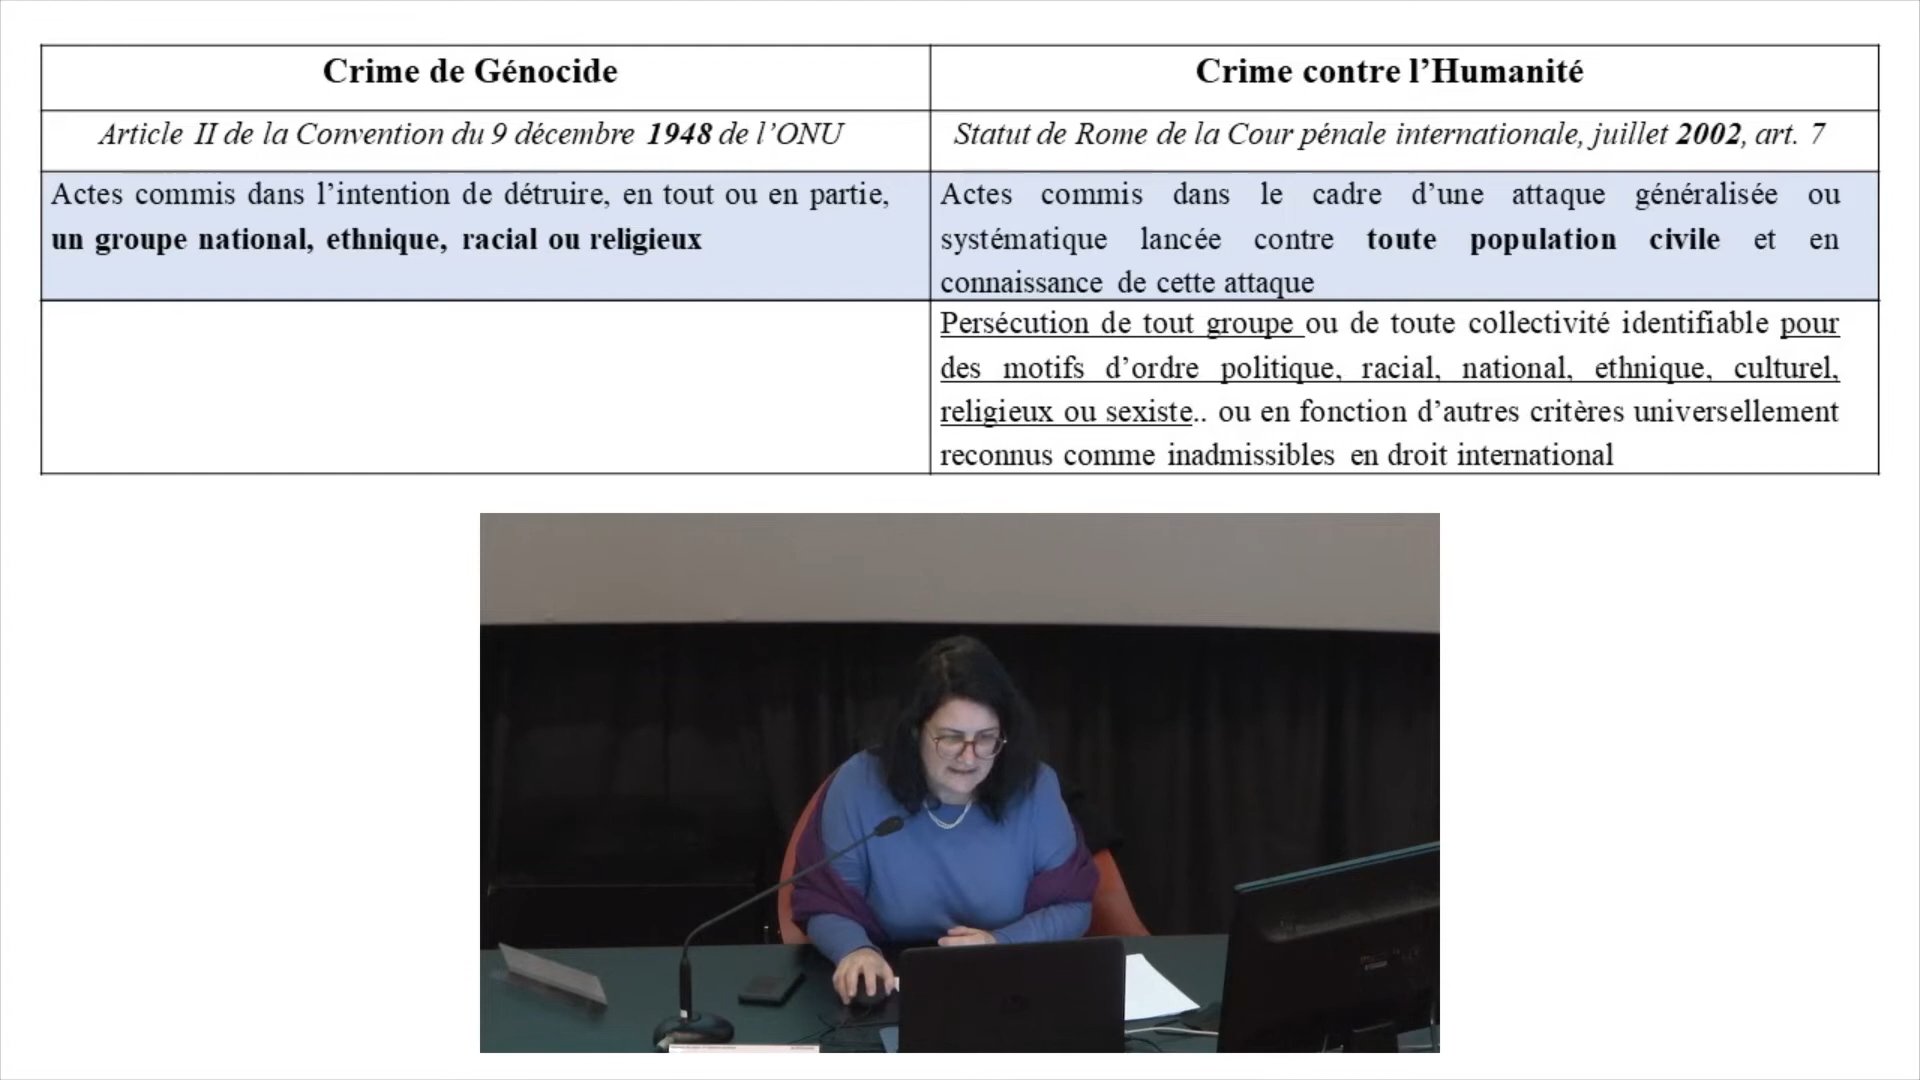 Crime de Génocide
Crime contre l’Humanité
Article II de la Convention du 9 décembre 1948 de l’ONU
Statut de Rome de la Cour pénale internationale, juillet 2002, art. 7
Actes commis dans l’intention de détruire, en tout ou en partie,
un groupe national, ethnique, racial ou religieux
Actes commis dans le cadre d’une attaque généralisée ou
systématique lancée contre toute population civile et en
connaissance de cette attaque
Persécution de tout groupe ou de toute collectivité identifiable pour
des motifs d’ordre politique, racial, national, ethnique, culturel,
religieux ou sexiste.. ou en fonction d’autres critères universellement
reconnus comme inadmissibles en droit international